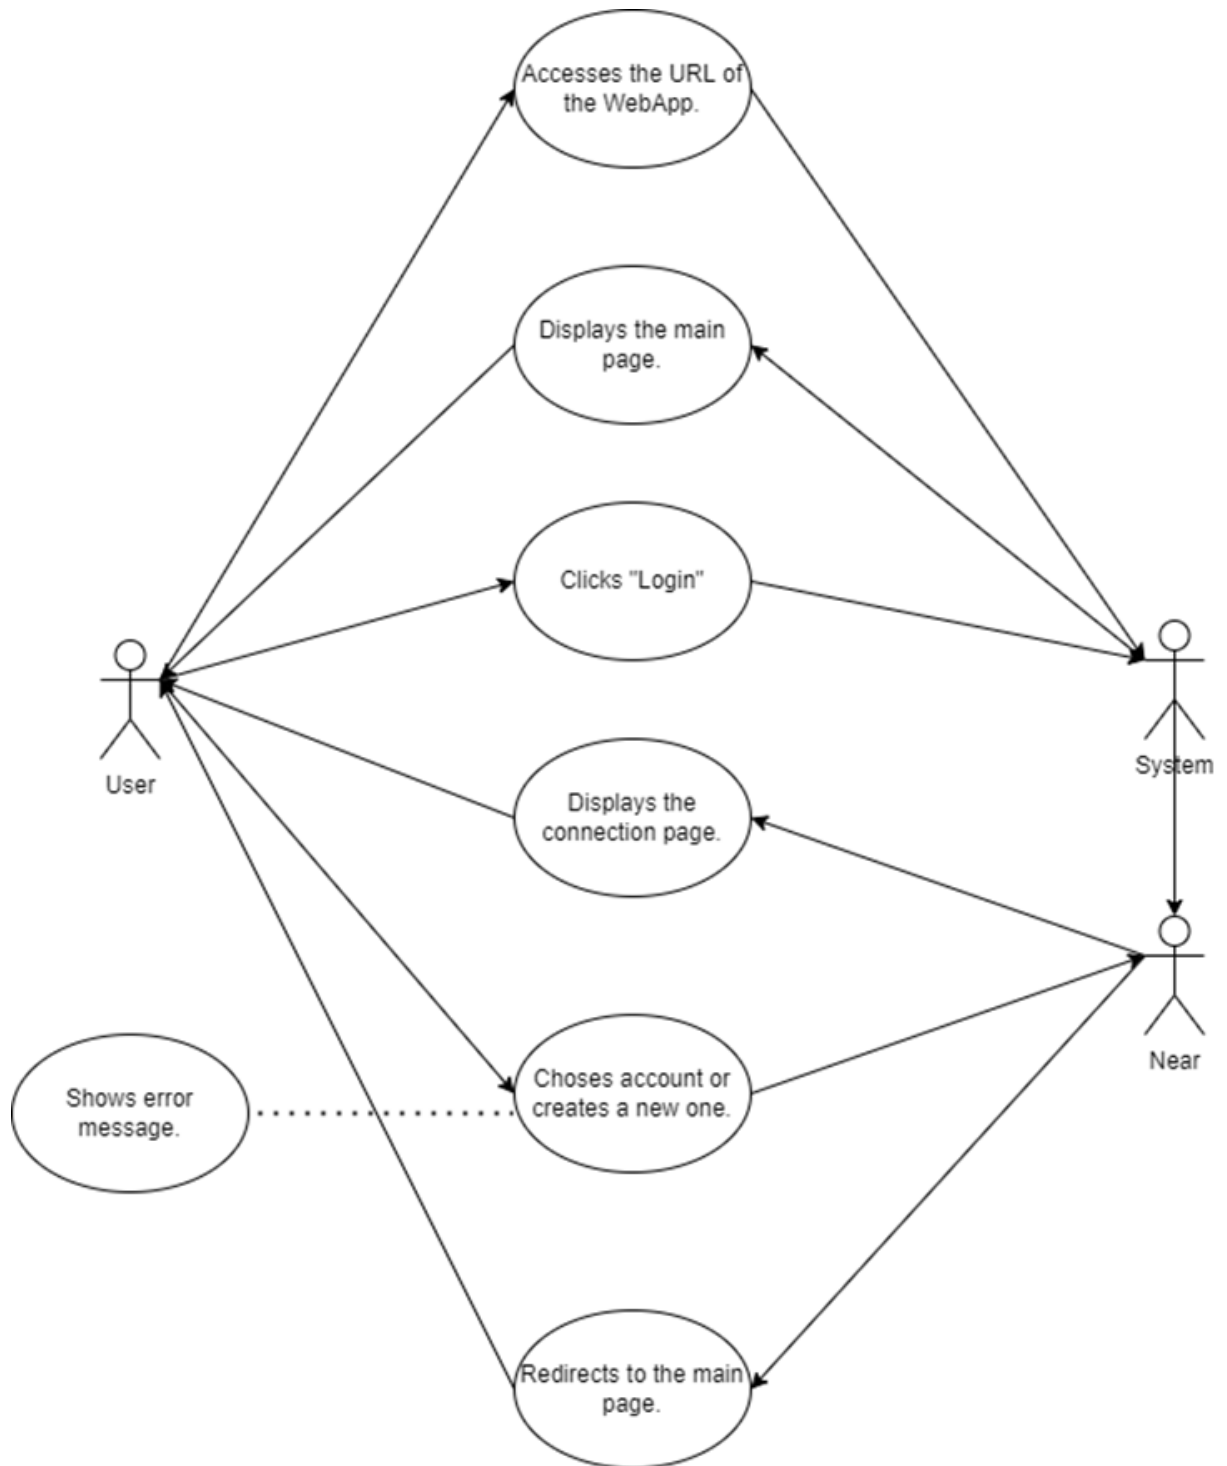 Accesses the URL of
the WebApp.
Displays the main
page.
Clicks "Login"
User
System
Displays the
connection page.
Near
Shows error
message.
Choses account or
creates a new one.
Redirects to the main
page.